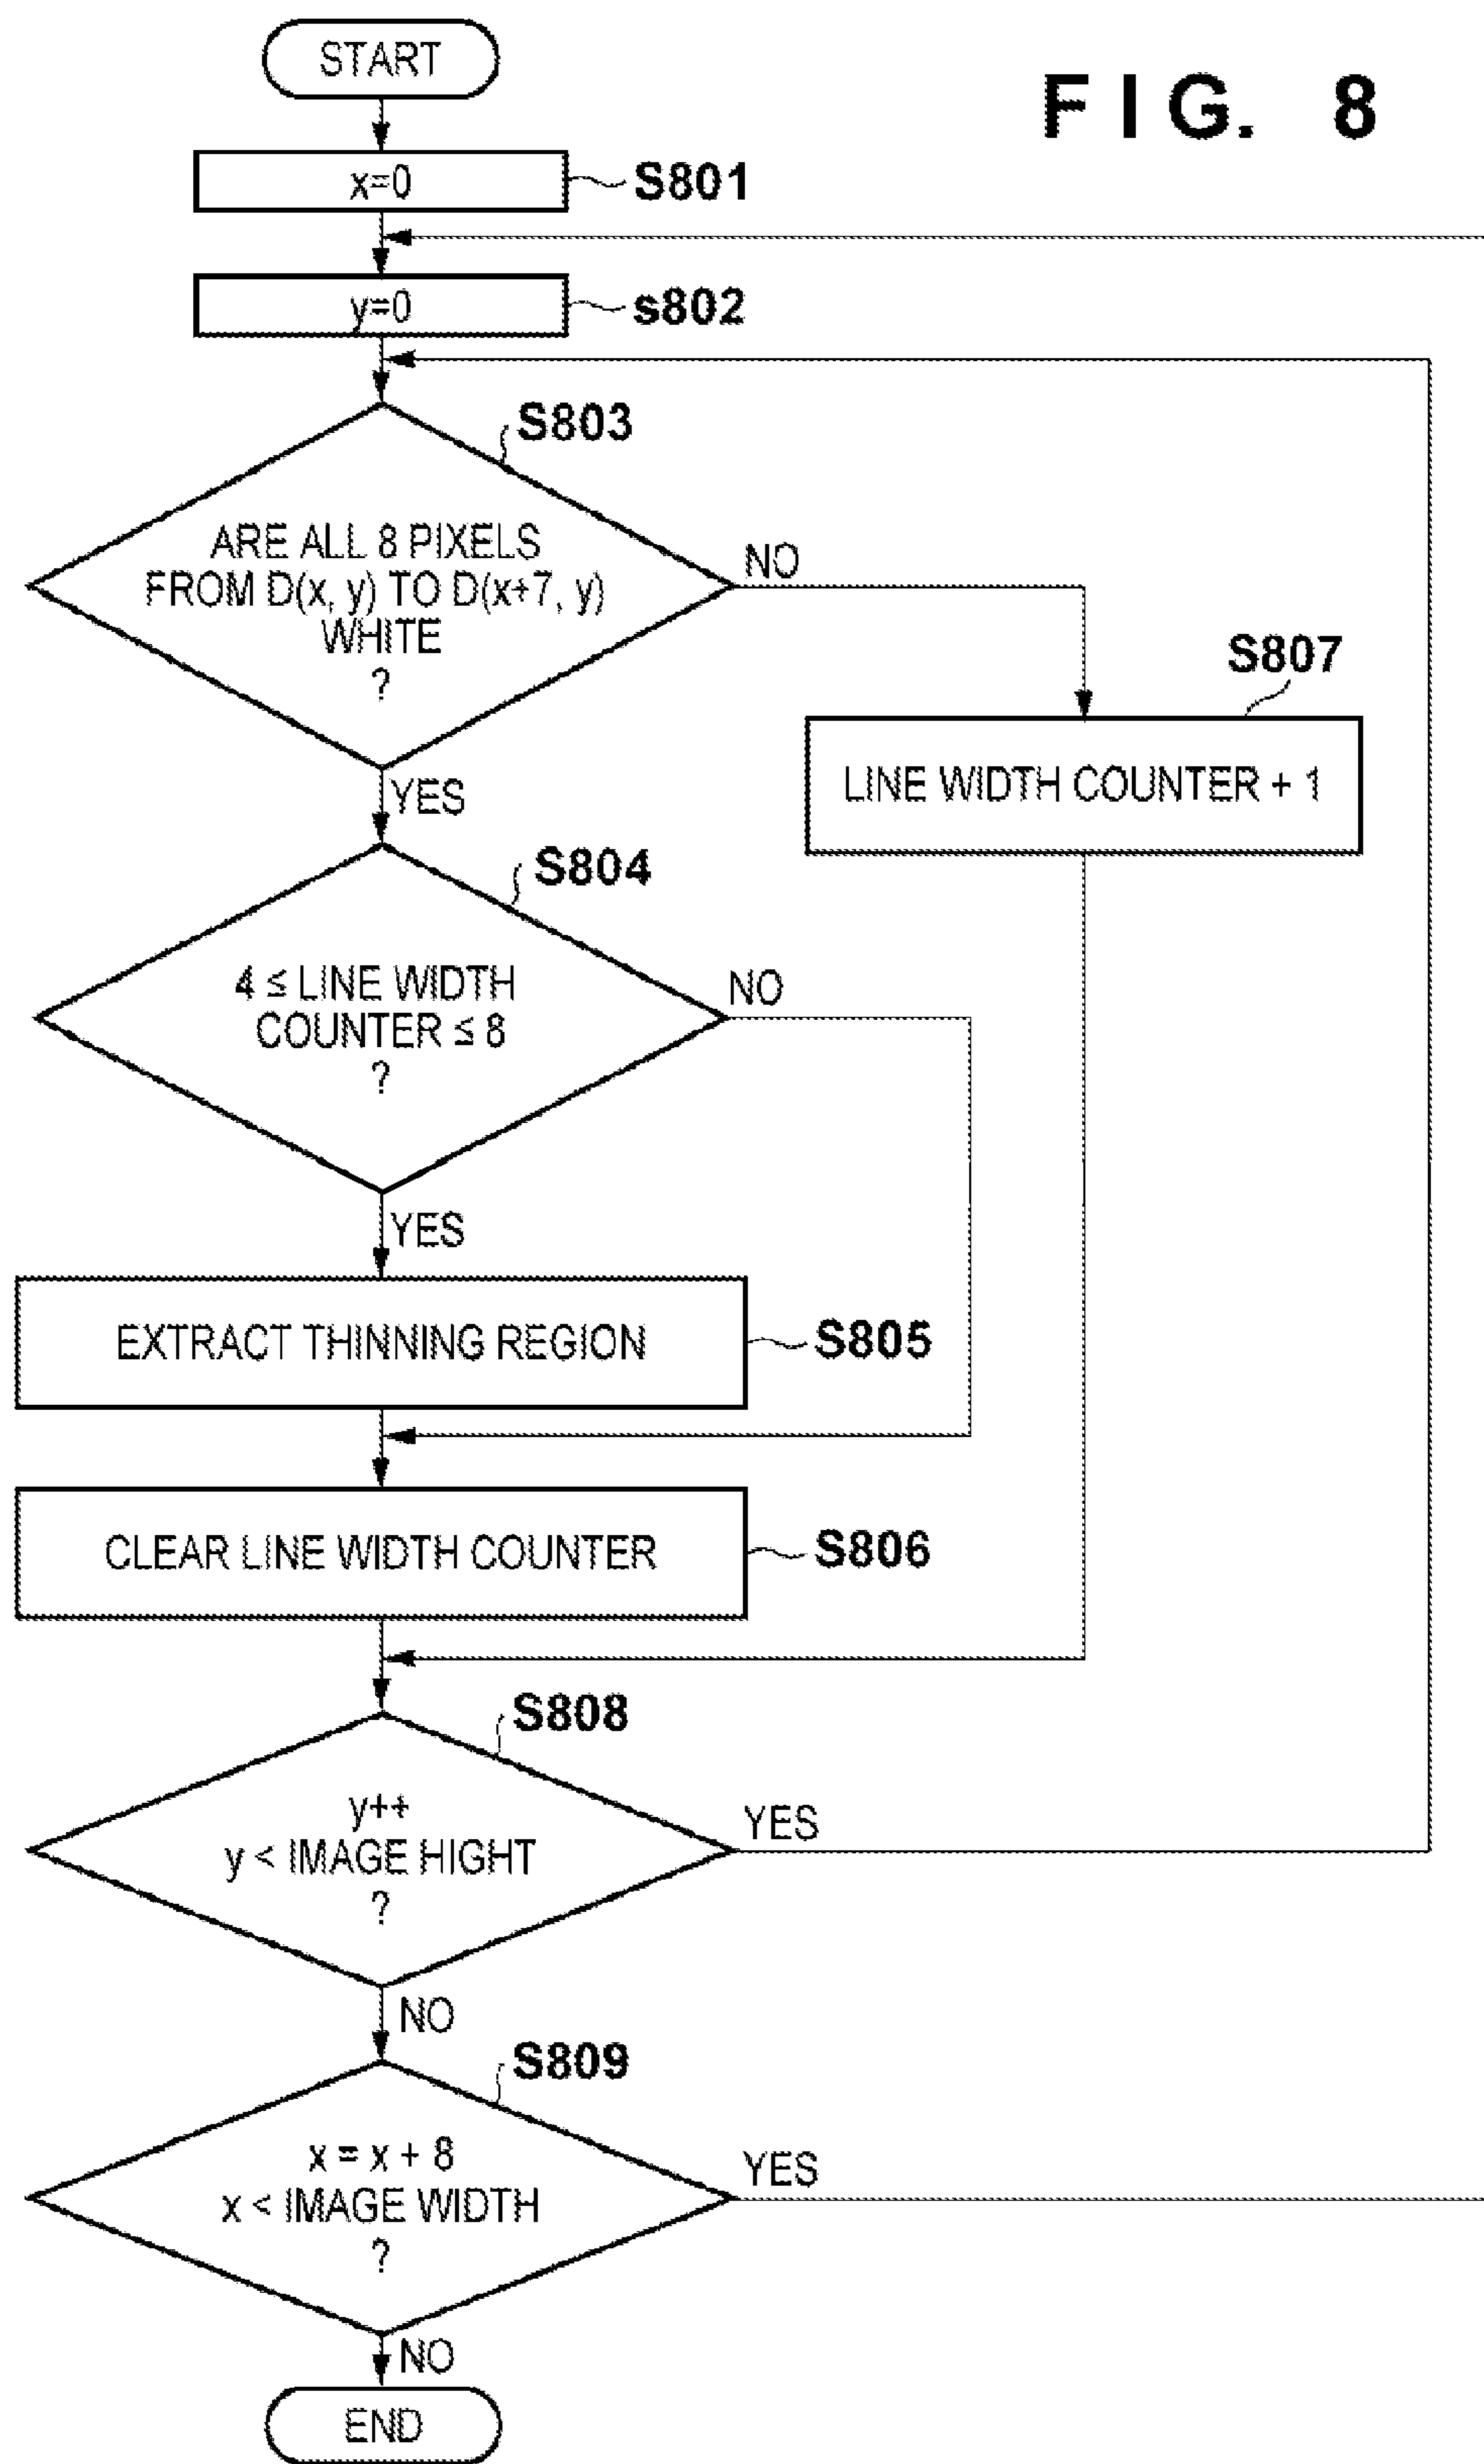 FIG. 8
START
x=0
S801
y=0
s802
S803
ARE ALL 8 PIXELS
FROM D(x, y) TO D(x+7, y)
WHITE
?
NO
YES
S807
LINE WIDTH COUNTER + 1
S804
4 ≤ LINE WIDTH
COUNTER ≤ 8
?
NO
YES
EXTRACT THINNING REGION
S805
CLEAR LINE WIDTH COUNTER
S806
S808
y++
y < IMAGE HIGHT
?
YES
NO
S809
x = x + 8
x < IMAGE WIDTH
?
YES
NO
END